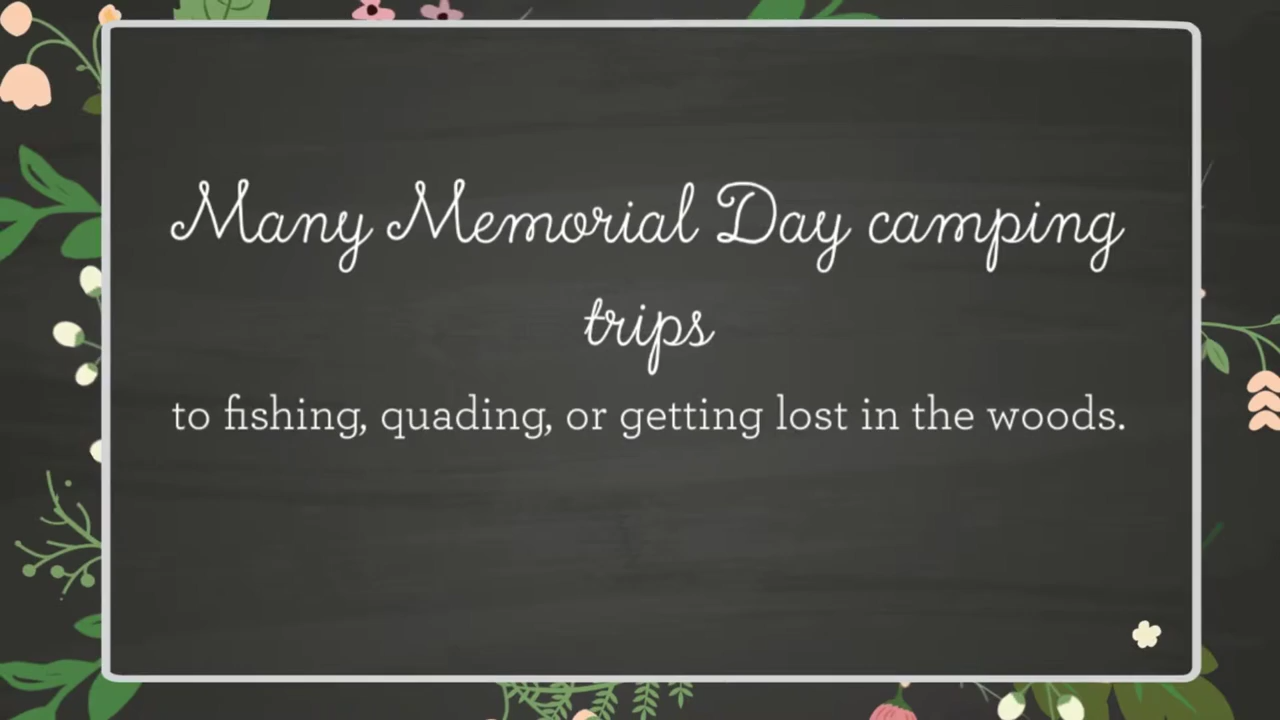 Many Memorial Day camping
trips
to fishing, quading, or getting lost in the woods.